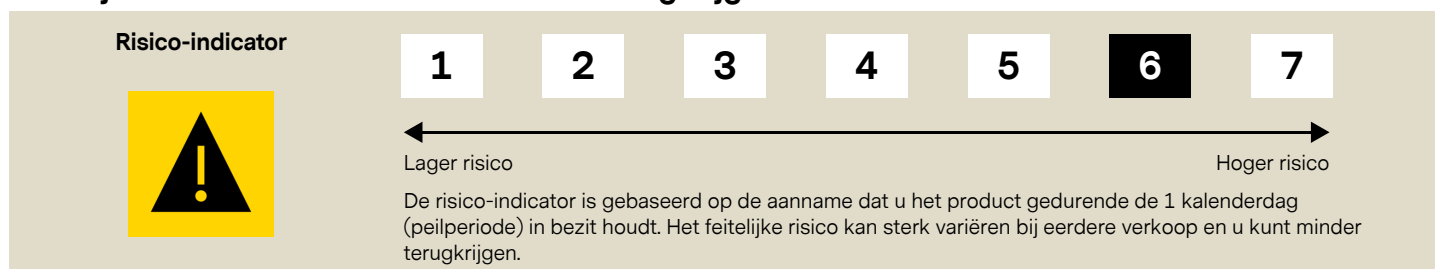 Risico-indicator
1 2 3 4 5 6 7
Lager risico Hoger risico
De risico-indicator is gebaseerd op de aanname dat u het product gedurende de 1 kalenderdag
(peilperiode) in bezit houdt. Het feitelijke risico kan sterk variëren bij eerdere verkoop en u kunt minder
terugkrijgen.